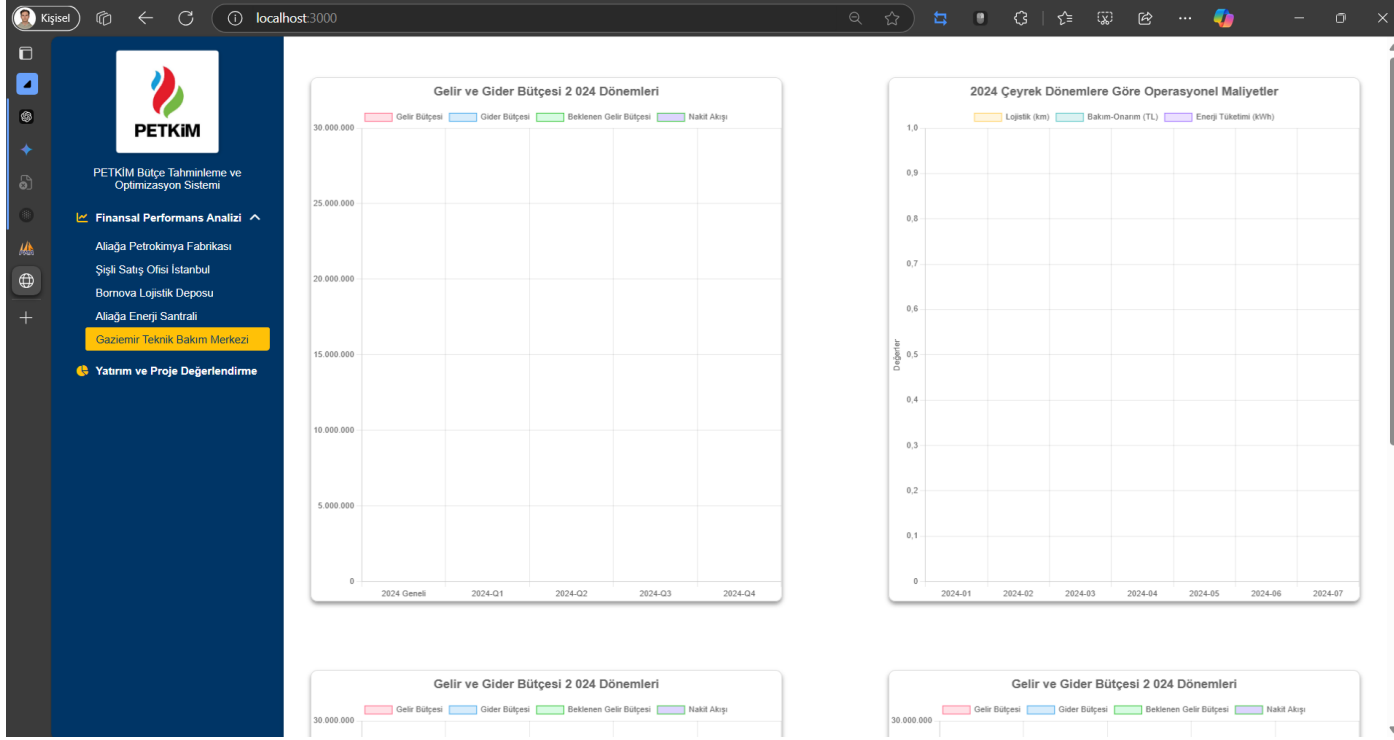 Kişisel
localhost:3000
PETKİM
PETKİM Bütçe Tahminleme ve
Optimizasyon Sistemi
Finansal Performans Analizi
Aliağa Petrokimya Fabrikası
Şişli Satış Ofisi İstanbul
Bornova Lojistik Deposu
Aliağa Enerji Santrali
Gaziemir Teknik Bakım Merkezi
Yatırım ve Proje Değerlendirme
Gelir ve Gider Bütçesi 2 024 Dönemleri
Gelir Bütçesi Gider Bütçesi Beklenen Gelir Bütçesi Nakit Akışı
30.000.000
25.000.000
20.000.000
15.000.000
10.000.000
5.000.000
0
2024 Geneli 2024-Q1 2024-Q2 2024-Q3 2024-Q4
2024 Çeyrek Dönemlere Göre Operasyonel Maliyetler
Lojistik (km) Bakım-Onarım (TL) Enerji Tüketimi (kWh)
Değerler
1,0
0,9
0,8
0,7
0,6
0,5
0,4
0,3
0,2
0,1
0
2024-01 2024-02 2024-03 2024-04 2024-05 2024-06 2024-07
Gelir ve Gider Bütçesi 2 024 Dönemleri
Gelir Bütçesi Gider Bütçesi Beklenen Gelir Bütçesi Nakit Akışı
30.000.000
Gelir ve Gider Bütçesi 2 024 Dönemleri
Gelir Bütçesi Gider Bütçesi Beklenen Gelir Bütçesi Nakit Akışı
30.000.000